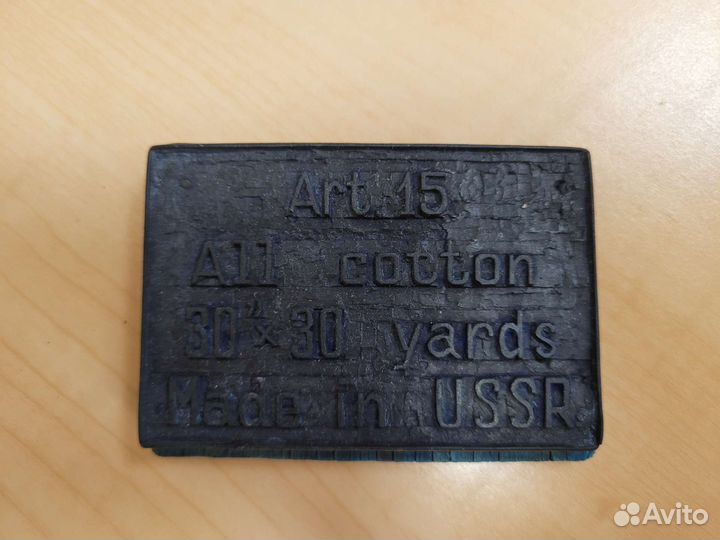 Art 15
All cotton
30"x 30 yards
Made in USSR
Avito